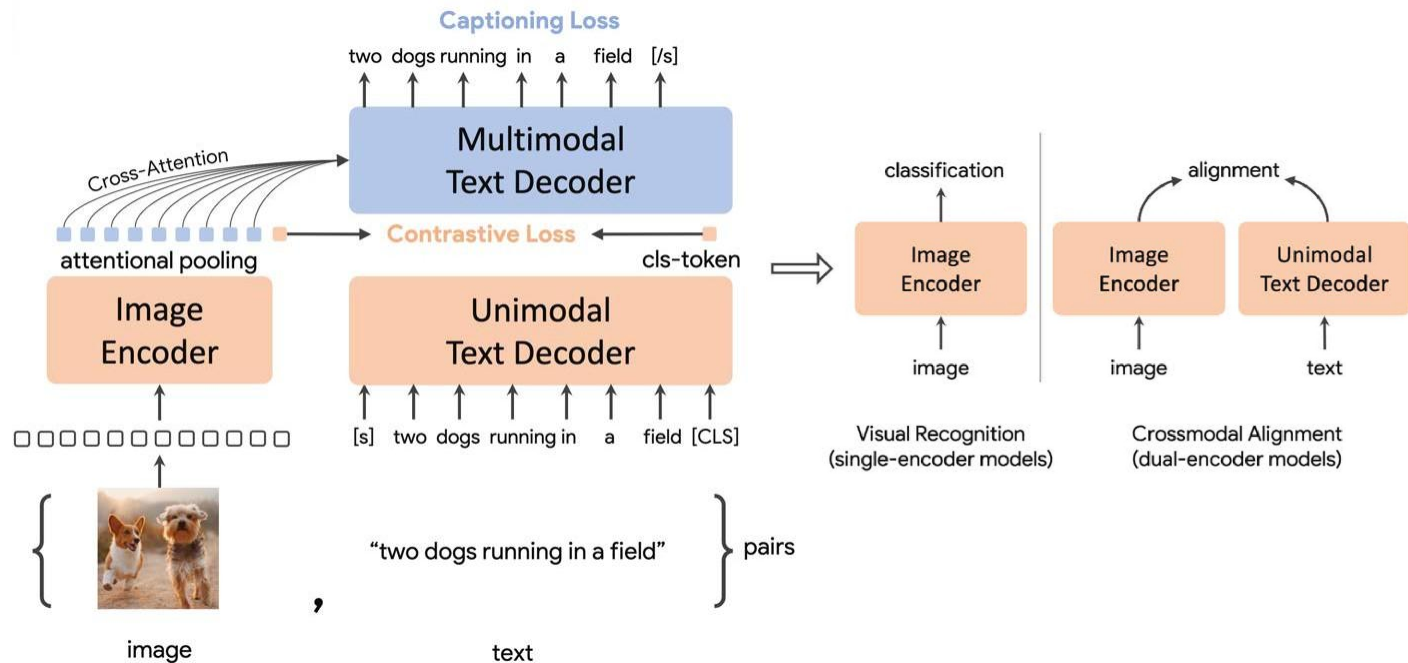 Captioning Loss
two dogs running in a field [/s]
Multimodal
Text Decoder
Cross-Attention
Contrastive Loss
attentional pooling
cls-token
Image
Encoder
Unimodal
Text Decoder
[s] two dogs running in a field [CLS]
“two dogs running in a field”
pairs
,
image
text
classification
Image
Encoder
image
Visual Recognition
(single-encoder models)
alignment
Image
Encoder
Unimodal
Text Decoder
image
text
Crossmodal Alignment
(dual-encoder models)